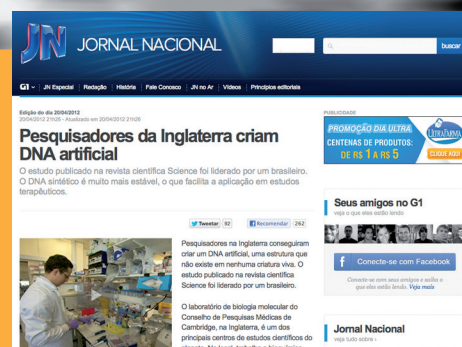 JN JORNAL NACIONAL
buscar
G1 JN Especial Redação História Fale Conosco JN no Ar Vídeos Princípios editoriais
Edição do dia 20/04/2012
20/04/2012 21h26 - Atualizado em 20/04/2012 21h26
Pesquisadores da Inglaterra criam
DNA artificial
O estudo publicado na revista científica Science foi liderado por um brasileiro.
O DNA sintético é muito mais estável, o que facilita a aplicação em estudos
terapêuticos.
Tweetar 92 Recomendar 262
Pesquisadores na Inglaterra conseguiram
criar um DNA artificial, uma estrutura que
não existe em nenhuma criatura viva. O
estudo publicado na revista científica
Science foi liderado por um brasileiro.
O laboratório de biologia molecular do
Conselho de Pesquisas Médicas de
Cambridge, na Inglaterra, é um dos
principais centros de estudos científicos do
PUBLICIDADE
PROMOÇÃO DIA ULTRA
CENTENAS DE PRODUTOS:
DE R$ 1 A R$ 5
ULTRAFARMA
CLIQUE AQUI
Seus amigos no G1
veja o que eles estão lendo
f Conecte-se com Facebook
Conecte-se com seus amigos e saiba o
que eles estão lendo. Veja mais
Jornal Nacional
veja tudo sobre ›